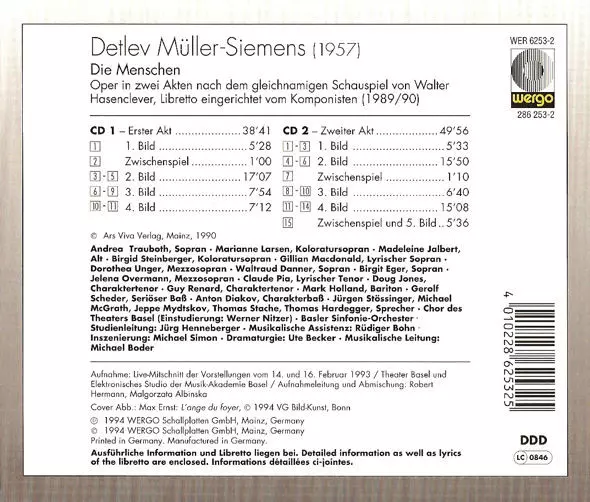 WER 6253-2
Detlev Müller-Siemens (1957)
Die Menschen
Oper in zwei Akten nach dem gleichnamigen Schauspiel von Walter
Hasenclever, Libretto eingerichtet vom Komponisten (1989/90)
wergo
286 253-2
CD 1 – Erster Akt .................. 38'41
1 1. Bild ....................... 5'28
2 Zwischenspiel .............. 1'00
3 - 5 2. Bild ..................... 17'07
6 - 9 3. Bild ....................... 7'54
10 - 11 4. Bild ....................... 7'12
CD 2 – Zweiter Akt ................. 49'56
1 - 3 1. Bild ........................ 5'33
4 - 6 2. Bild ...................... 15'50
7 Zwischenspiel ............... 1'10
8 - 10 3. Bild ........................ 6'40
11 - 14 4. Bild ...................... 15'08
15 Zwischenspiel und 5. Bild .. 5'36
© Ars Viva Verlag, Mainz, 1990
Andrea Trauboth, Sopran · Marianne Larsen, Koloratursopran · Madeleine Jalbert,
Alt · Birgid Steinberger, Koloratursopran · Gillian Macdonald, Lyrischer Sopran ·
Dorothea Unger, Mezzosopran · Waltraud Danner, Sopran · Birgit Eger, Sopran ·
Jelena Overmann, Mezzosopran · Claude Pia, Lyrischer Tenor · Doug Jones,
Charaktertenor · Guy Renard, Charaktertenor · Mark Holland, Bariton · Gerolf
Scheder, Seriöser Baß · Anton Diakov, Charakterbaß · Jürgen Stössinger, Michael
McGrath, Jeppe Mydtskov, Thomas Stache, Thomas Hardegger, Sprecher · Chor des
Theaters Basel (Einstudierung: Werner Nitzer) · Basler Sinfonie-Orchester ·
Studienleitung: Jürg Henneberger · Musikalische Assistenz: Rüdiger Bohn ·
Inszenierung: Michael Simon · Dramaturgie: Ute Becker · Musikalische Leitung:
Michael Boder
Aufnahme: Live-Mitschnitt der Vorstellungen vom 14. und 16. Februar 1993 / Theater Basel und
Elektronisches Studio der Musik-Akademie Basel / Aufnahmeleitung und Abmischung: Robert
Hermann, Malgorzata Albinska
Cover Abb.: Max Ernst: L'ange du foyer, © 1994 VG Bild-Kunst, Bonn
℗ 1994 WERGO Schallplatten GmbH, Mainz, Germany
© 1994 WERGO Schallplatten GmbH, Mainz, Germany
Printed in Germany. Manufactured in Germany.
Ausführliche Information und Libretto liegen bei. Detailed information as well as lyrics
of the libretto are enclosed. Informations détaillées ci-jointes.
4 010228 625325
DDD
LC 0846